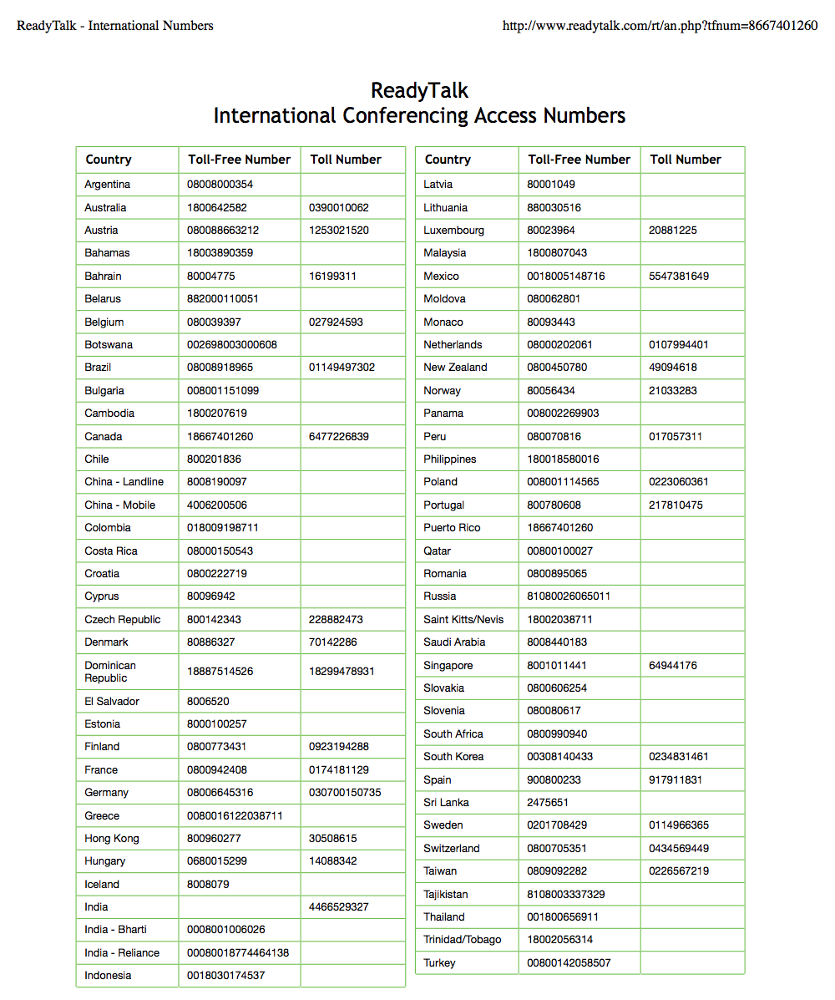 ReadyTalk - International Numbers
http://www.readytalk.com/rt/an.php?tfnum=8667401260
ReadyTalk
International Conferencing Access Numbers
Country Toll-Free Number Toll Number
Argentina 08008000354
Australia 1800642582 0390010062
Austria 080088663212 1253021520
Bahamas 18003890359
Bahrain 80004775 16199311
Belarus 882000110051
Belgium 080039397 027924593
Botswana 002698003000608
Brazil 08008918965 01149497302
Bulgaria 008001151099
Cambodia 1800207619
Canada 18667401260 6477226839
Chile 800201836
China - Landline 8008190097
China - Mobile 4006200506
Colombia 018009198711
Costa Rica 08000150543
Croatia 0800222719
Cyprus 80096942
Czech Republic 800142343 228882473
Denmark 80886327 70142286
Dominican
Republic 18887514526 18299478931
El Salvador 8006520
Estonia 8000100257
Finland 0800773431 0923194288
France 0800942408 0174181129
Germany 08006645316 030700150735
Greece 0080016122038711
Hong Kong 800960277 30508615
Hungary 0680015299 14088342
Iceland 8008079
India 4466529327
India - Bharti 0008001006026
India - Reliance 00080018774464138
Indonesia 0018030174537
Country Toll-Free Number Toll Number
Latvia 80001049
Lithuania 880030516
Luxembourg 80023964 20881225
Malaysia 1800807043
Mexico 0018005148716 5547381649
Moldova 080062801
Monaco 80093443
Netherlands 08000202061 0107994401
New Zealand 0800450780 49094618
Norway 80056434 21033283
Panama 008002269903
Peru 080070816 017057311
Philippines 180018580016
Poland 008001114565 0223060361
Portugal 800780608 217810475
Puerto Rico 18667401260
Qatar 00800100027
Romania 0800895065
Russia 81080026065011
Saint Kitts/Nevis 18002038711
Saudi Arabia 8008440183
Singapore 8001011441 64944176
Slovakia 0800606254
Slovenia 080080617
South Africa 0800990940
South Korea 00308140433 0234831461
Spain 900800233 917911831
Sri Lanka 2475651
Sweden 0201708429 0114966365
Switzerland 0800705351 0434569449
Taiwan 0809092282 0226567219
Tajikistan 8108003337329
Thailand 001800656911
Trinidad/Tobago 18002056314
Turkey 00800142058507